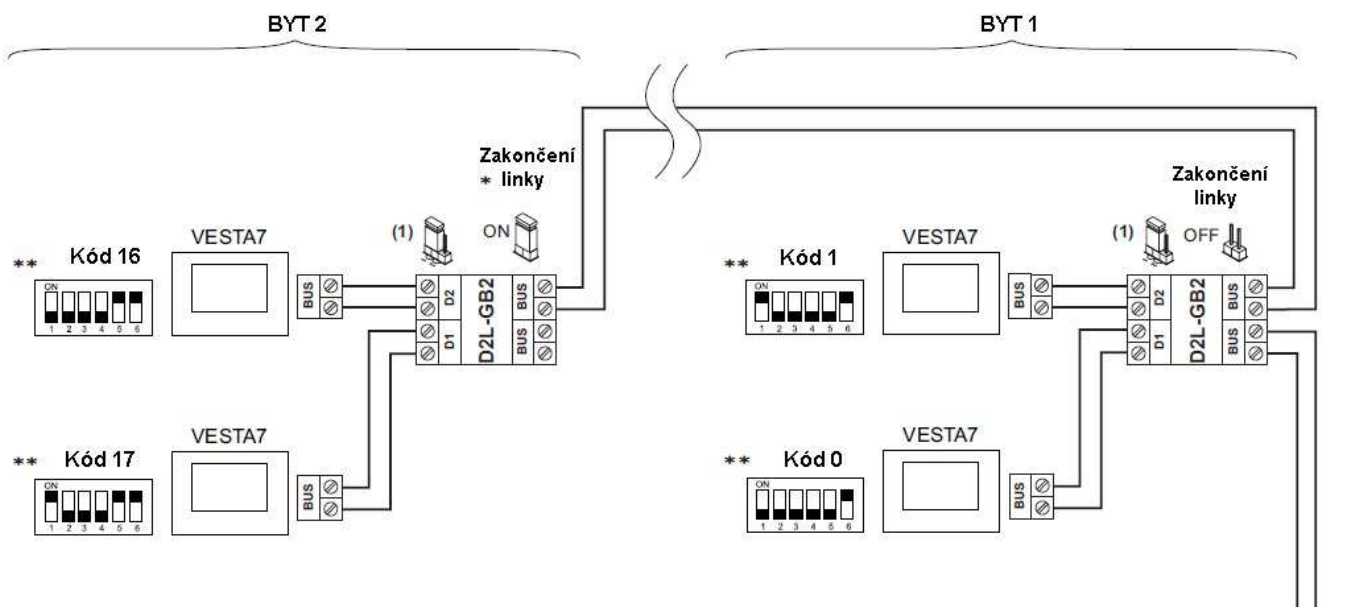 BYT 2
BYT 1
Zakončení
* linky
Zakončení
linky
(1)
ON
(1)
OFF
** Kód 16
VESTA7
ON
1 2 3 4 5 6
BUS
D2
D1
D2L-GB2
BUS
BUS
** Kód 1
VESTA7
ON
1 2 3 4 5 6
BUS
D2
D1
D2L-GB2
BUS
BUS
** Kód 17
VESTA7
ON
1 2 3 4 5 6
BUS
** Kód 0
VESTA7
ON
1 2 3 4 5 6
BUS